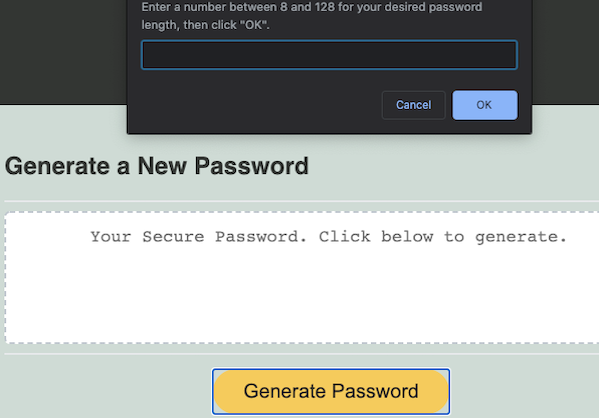 Enter a number between 8 and 128 for your desired password
length, then click "OK".
Cancel
OK
Generate a New Password
Your Secure Password. Click below to generate.
Generate Password